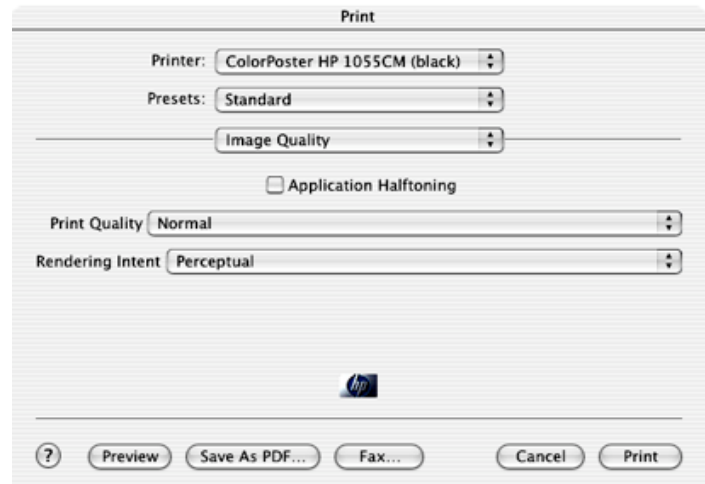 Print
Printer: ColorPoster HP 1055CM (black)
Presets: Standard
Image Quality
Application Halftoning
Print Quality Normal
Rendering Intent Perceptual
hp
? Preview Save As PDF... Fax... Cancel Print